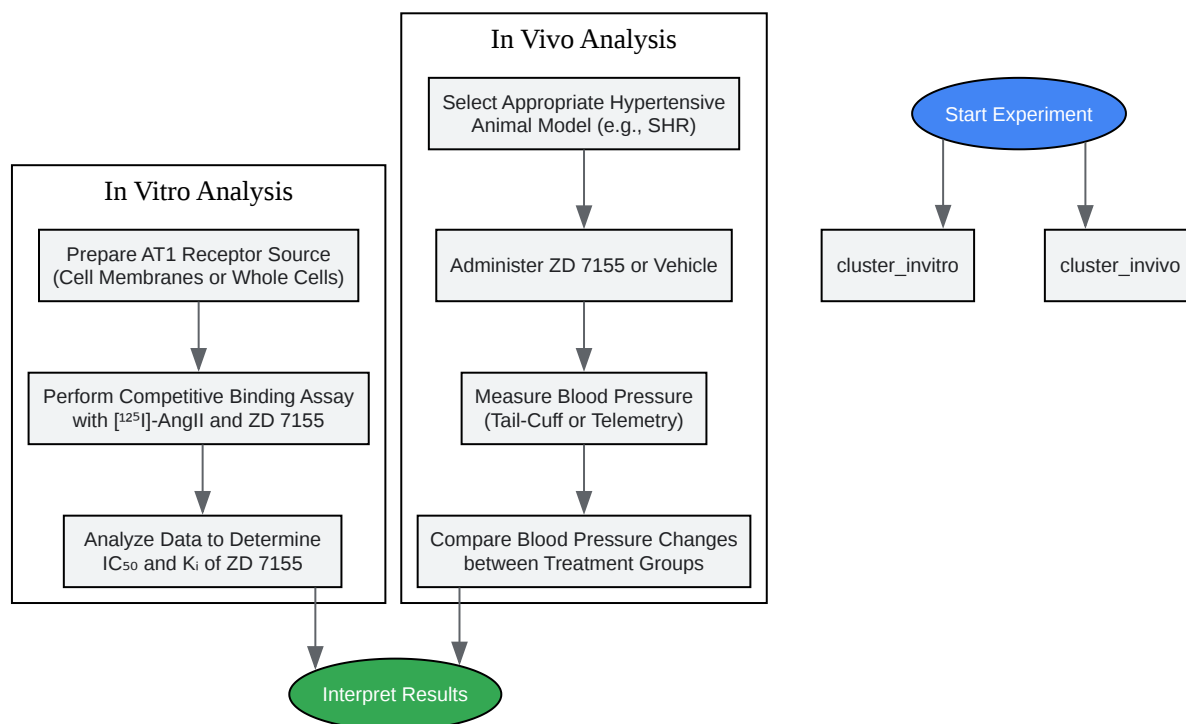 In Vitro Analysis
Prepare AT1 Receptor Source
(Cell Membranes or Whole Cells)
Perform Competitive Binding Assay
with [¹²⁵I]-AngII and ZD 7155
Analyze Data to Determine
IC₅₀ and Kᵢ of ZD 7155
In Vivo Analysis
Select Appropriate Hypertensive
Animal Model (e.g., SHR)
Administer ZD 7155 or Vehicle
Measure Blood Pressure
(Tail-Cuff or Telemetry)
Compare Blood Pressure Changes
between Treatment Groups
Interpret Results
Start Experiment
cluster_invitro
cluster_invivo